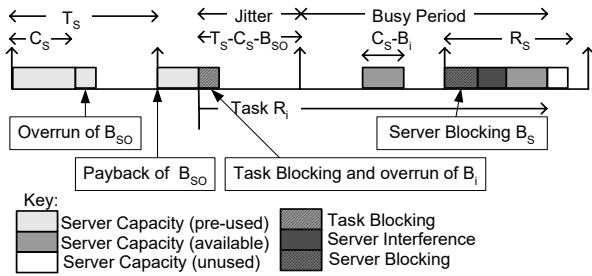 T_S
Jitter
Busy Period
C_S
T_S-C_S-B_SO
C_S-B_i
R_S
Task R_i
Overrun of B_SO
Server Blocking B_S
Payback of B_SO
Task Blocking and overrun of B_i
Key:
Server Capacity (pre-used)
Server Capacity (available)
Server Capacity (unused)
Task Blocking
Server Interference
Server Blocking